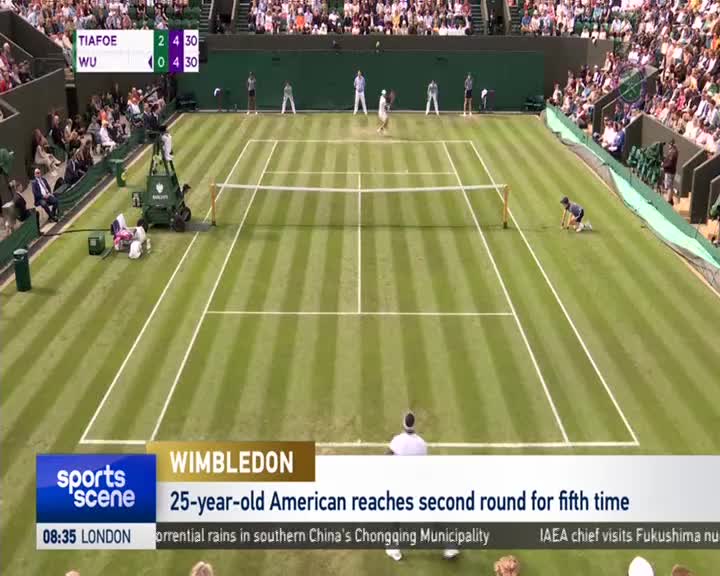 TIAFOE 2 4 30
WU 0 4 30
WIMBLEDON
sports scene
25-year-old American reaches second round for fifth time
08:35 LONDON
orrential rains in southern China's Chongqing Municipality IAEA chief visits Fukushima nu